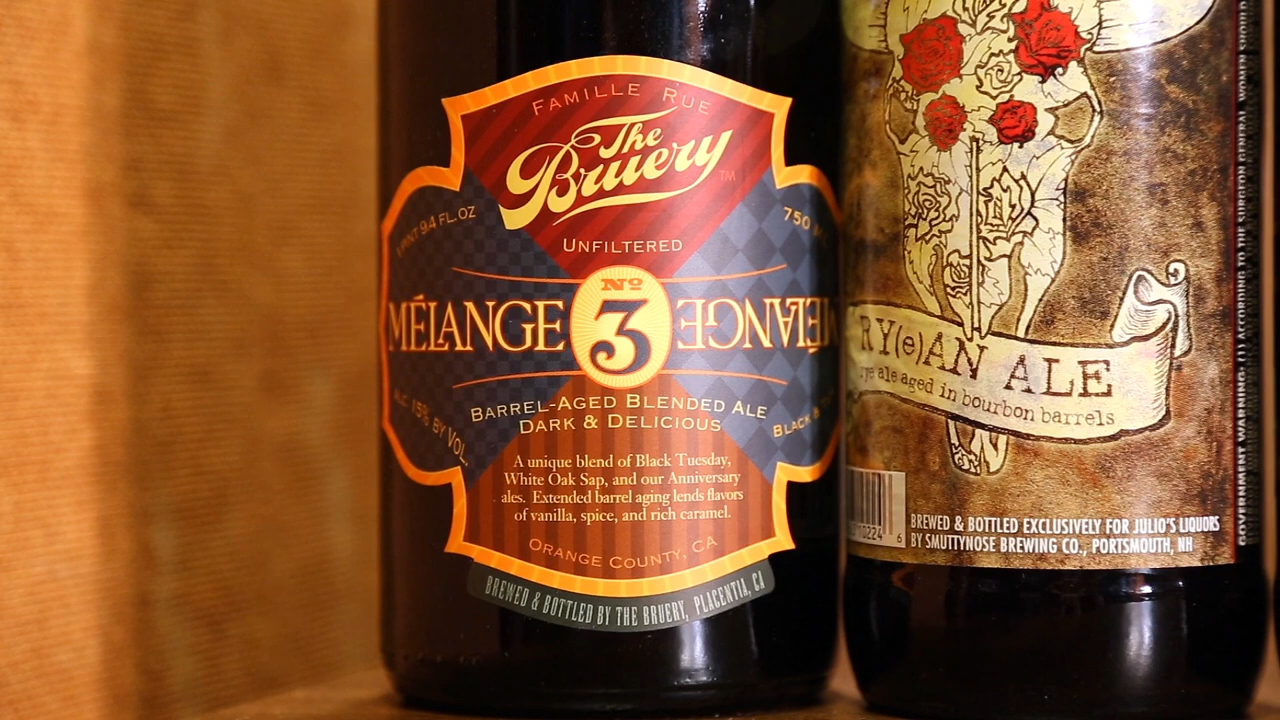 FAMILLE RUE
The
Bruery
TM
1 PINT 9.4 FL. OZ
750
UNFILTERED
MÉLANGE
No
3
MÉLANGE
BARREL-AGED BLENDED ALE
DARK & DELICIOUS
ALC 15% BY VOL.
BLACK
A unique blend of Black Tuesday,
White Oak Sap, and our Anniversary
ales. Extended barrel aging lends flavors
of vanilla, spice, and rich caramel.
ORANGE COUNTY, CA
BREWED & BOTTLED BY THE BRUERY, PLACENTIA, CA
RY(e)AN ALE
rye ale aged in bourbon barrels
0224 6
BREWED & BOTTLED EXCLUSIVELY FOR JULIO'S LIQUORS
BY SMUTTYNOSE BREWING CO., PORTSMOUTH, NH
GOVERNMENT WARNING: (1) ACCORDING TO THE SURGEON GENERAL, WOMEN SHOULD